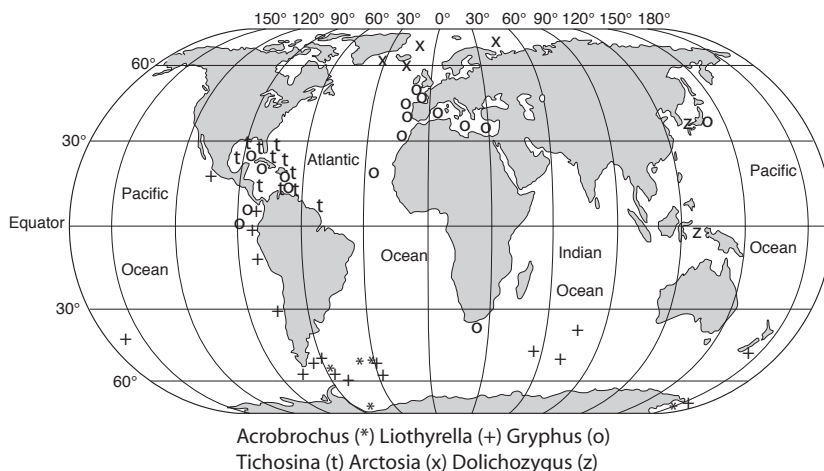 150° 120° 90° 60° 30° 0° 30° 60° 90° 120° 150° 180°
60°
30°
Atlantic
Pacific
Pacific
Equator
Ocean
Indian
Ocean
Ocean
Ocean
30°
60°
Acrobrochus (*) Liothyrella (+) Gryphus (o)
Tichosina (t) Arctosia (x) Dolichozygus (z)